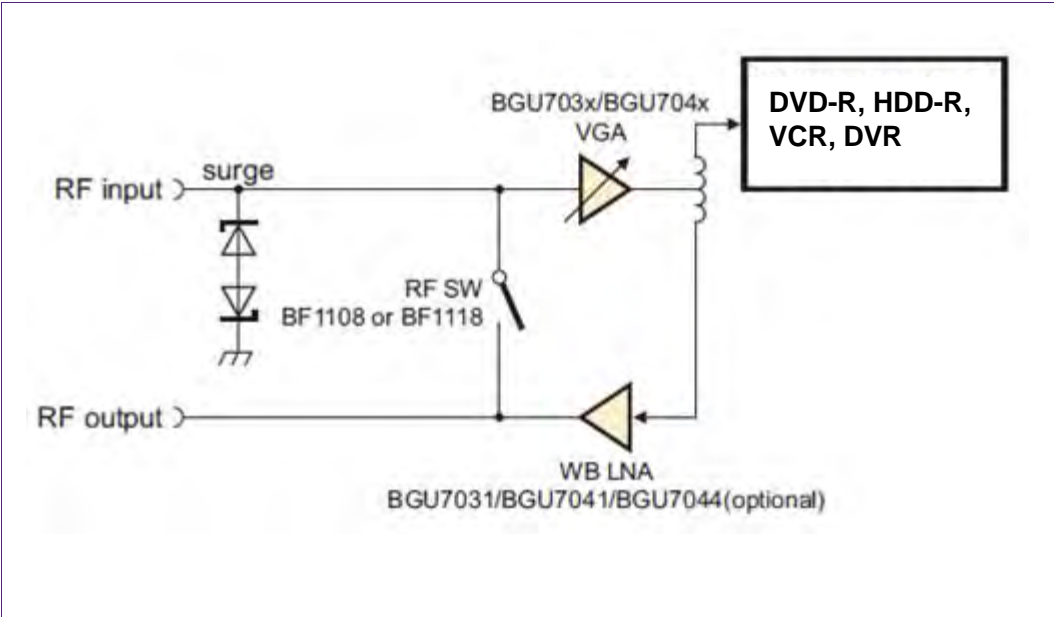 BGU703x/BGU704x
VGA
DVD-R, HDD-R,
VCR, DVR
surge
RF input
RF SW
BF1108 or BF1118
RF output
WB LNA
BGU7031/BGU7041/BGU7044(optional)